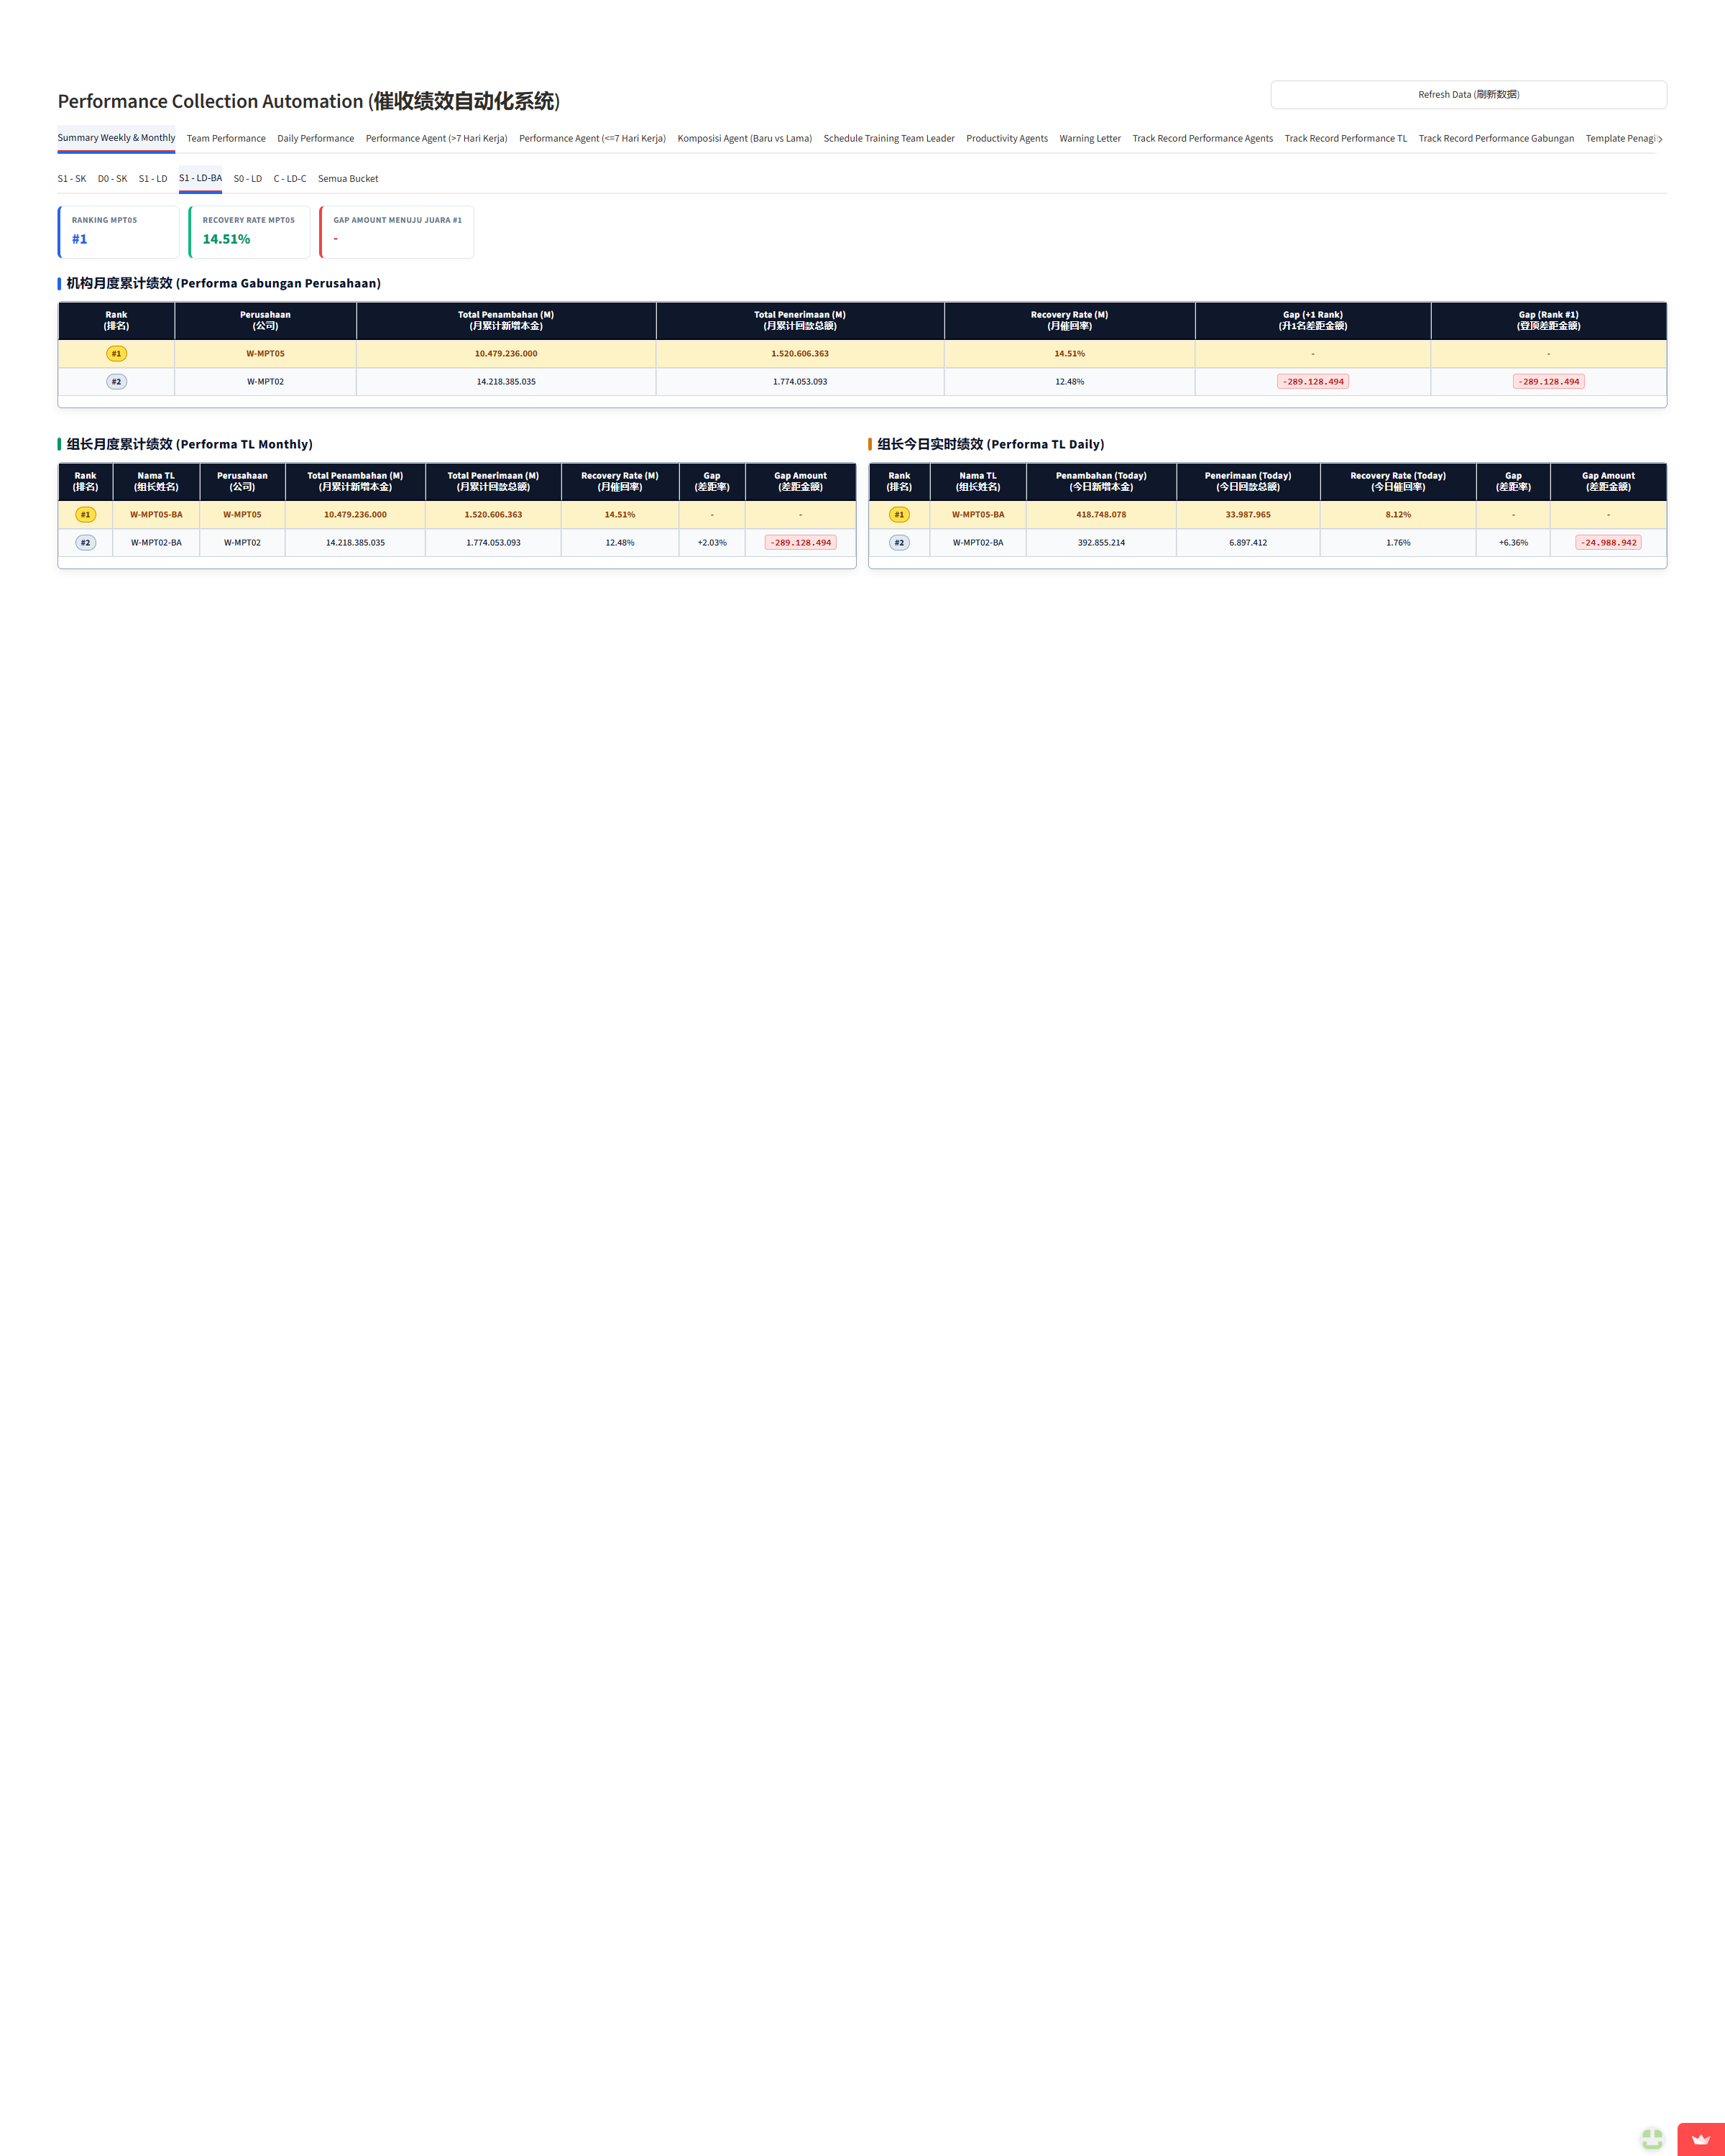 Performance Collection Automation (催收绩效自动化系统)
Refresh Data (刷新数据)
Summary Weekly & Monthly Team Performance Daily Performance Performance Agent (>7 Hari Kerja) Performance Agent (<=7 Hari Kerja) Komposisi Agent (Baru vs Lama) Schedule Training Team Leader Productivity Agents Warning Letter Track Record Performance Agents Track Record Performance TL Track Record Performance Gabungan Template Penagi
S1 - SK D0 - SK S1 - LD S1 - LD-BA S0 - LD C - LD-C Semua Bucket
RANKING MPT05
#1
RECOVERY RATE MPT05
14.51%
GAP AMOUNT MENUJU JUARA #1
-
机构月度累计绩效 (Performa Gabungan Perusahaan)
Rank Perusahaan Total Penambahan (M) Total Penerimaan (M) Recovery Rate (M) Gap (+1 Rank) Gap (Rank #1)
(排名) (公司) (月累计新增本金) (月累计回款总额) (月催回率) (升1名差距金额) (登顶差距金额)
#1 W-MPT05 10.479.236.000 1.520.606.363 14.51% - -
#2 W-MPT02 14.218.385.035 1.774.053.093 12.48% -289.128.494 -289.128.494
组长月度累计绩效 (Performa TL Monthly)
Rank Nama TL Perusahaan Total Penambahan (M) Total Penerimaan (M) Recovery Rate (M) Gap Gap Amount
(排名) (组长姓名) (公司) (月累计新增本金) (月累计回款总额) (月催回率) (差距率) (差距金额)
#1 W-MPT05-BA W-MPT05 10.479.236.000 1.520.606.363 14.51% - -
#2 W-MPT02-BA W-MPT02 14.218.385.035 1.774.053.093 12.48% +2.03% -289.128.494
组长今日实时绩效 (Performa TL Daily)
Rank Nama TL Penambahan (Today) Penerimaan (Today) Recovery Rate (Today) Gap Gap Amount
(排名) (组长姓名) (今日新增本金) (今日回款总额) (今日催回率) (差距率) (差距金额)
#1 W-MPT05-BA 418.748.078 33.987.965 8.12% - -
#2 W-MPT02-BA 392.855.214 6.897.412 1.76% +6.36% -24.988.942